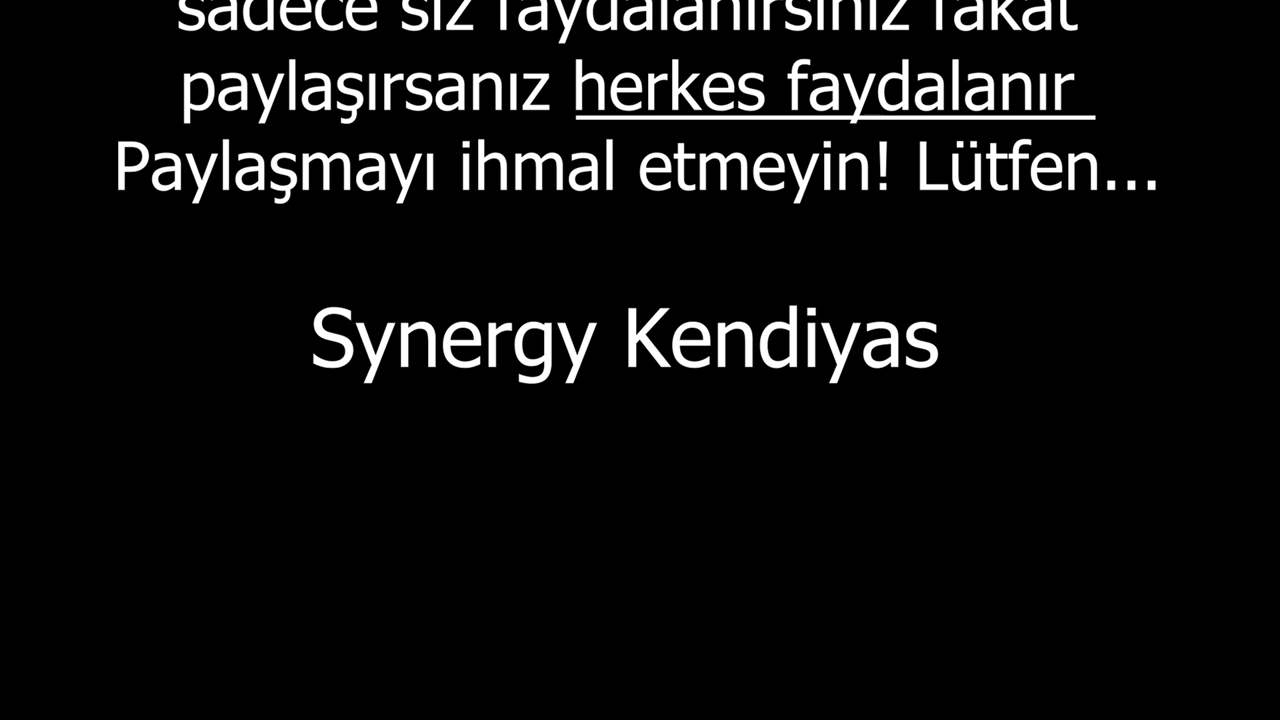 sadece siz faydalanırsınız fakat
paylaşırsanız herkes faydalanır
Paylaşmayı ihmal etmeyin! Lütfen...
Synergy Kendiyas